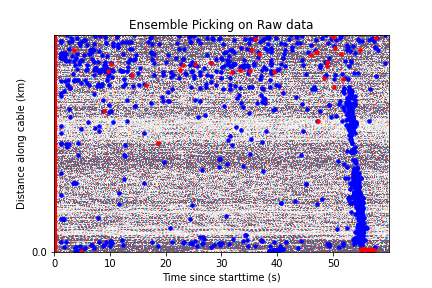 Ensemble Picking on Raw data
Distance along cable (km)
0.0
0 10 20 30 40 50
Time since starttime (s)